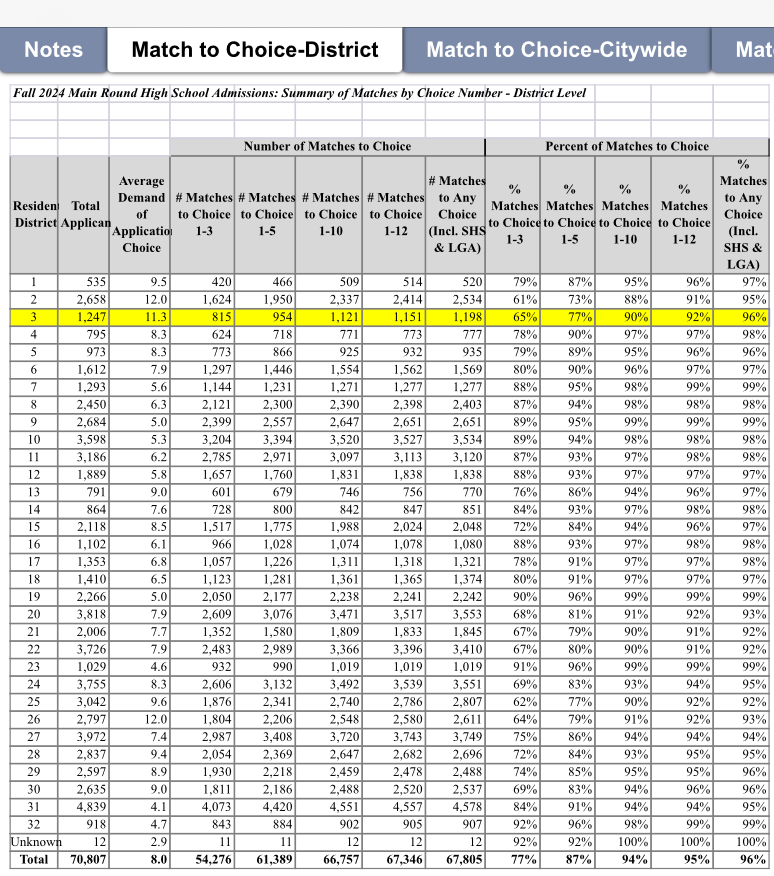 Notes Match to Choice-District Match to Choice-Citywide Mat
Fall 2024 Main Round High School Admissions: Summary of Matches by Choice Number - District Level
Number of Matches to Choice Percent of Matches to Choice
Residen District Total Applican Average Demand of Applicatio Choice # Matches to Choice 1-3 # Matches to Choice 1-5 # Matches to Choice 1-10 # Matches to Choice 1-12 # Matches to Any Choice (Incl. SHS & LGA) % Matches to Choice 1-3 % Matches to Choice 1-5 % Matches to Choice 1-10 % Matches to Choice 1-12 % Matches to Any Choice (Incl. SHS & LGA)
1 535 9.5 420 466 509 514 520 79% 87% 95% 96% 97%
2 2,658 12.0 1,624 1,950 2,337 2,414 2,534 61% 73% 88% 91% 95%
3 1,247 11.3 815 954 1,121 1,151 1,198 65% 77% 90% 92% 96%
4 795 8.3 624 718 771 773 777 78% 90% 97% 97% 98%
5 973 8.3 773 866 925 932 935 79% 89% 95% 96% 96%
6 1,612 7.9 1,297 1,446 1,554 1,562 1,569 80% 90% 96% 97% 97%
7 1,293 5.6 1,144 1,231 1,271 1,277 1,277 88% 95% 98% 99% 99%
8 2,450 6.3 2,121 2,300 2,390 2,398 2,403 87% 94% 98% 98% 98%
9 2,684 5.0 2,399 2,557 2,647 2,651 2,651 89% 95% 99% 99% 99%
10 3,598 5.3 3,204 3,394 3,520 3,527 3,534 89% 94% 98% 98% 98%
11 3,186 6.2 2,785 2,971 3,097 3,113 3,120 87% 93% 97% 98% 98%
12 1,889 5.8 1,657 1,760 1,831 1,838 1,838 88% 93% 97% 97% 97%
13 791 9.0 601 679 746 756 770 76% 86% 94% 96% 97%
14 864 7.6 728 800 842 847 851 84% 93% 97% 98% 98%
15 2,118 8.5 1,517 1,775 1,988 2,024 2,048 72% 84% 94% 96% 97%
16 1,102 6.1 966 1,028 1,074 1,078 1,080 88% 93% 97% 98% 98%
17 1,353 6.8 1,057 1,226 1,311 1,318 1,321 78% 91% 97% 97% 98%
18 1,410 6.5 1,123 1,281 1,361 1,365 1,374 80% 91% 97% 97% 97%
19 2,266 5.0 2,050 2,177 2,238 2,241 2,242 90% 96% 99% 99% 99%
20 3,818 7.9 2,609 3,076 3,471 3,517 3,553 68% 81% 91% 92% 93%
21 2,006 7.7 1,352 1,580 1,809 1,833 1,845 67% 79% 90% 91% 92%
22 3,726 7.9 2,483 2,989 3,366 3,396 3,410 67% 80% 90% 91% 92%
23 1,029 4.6 932 990 1,019 1,019 1,019 91% 96% 99% 99% 99%
24 3,755 8.3 2,606 3,132 3,492 3,539 3,551 69% 83% 93% 94% 95%
25 3,042 9.6 1,876 2,341 2,740 2,786 2,807 62% 77% 90% 92% 92%
26 2,797 12.0 1,804 2,206 2,548 2,580 2,611 64% 79% 91% 92% 93%
27 3,972 7.4 2,987 3,408 3,720 3,743 3,749 75% 86% 94% 94% 94%
28 2,837 9.4 2,054 2,369 2,647 2,682 2,696 72% 84% 93% 95% 95%
29 2,597 8.9 1,930 2,218 2,459 2,478 2,488 74% 85% 95% 95% 96%
30 2,635 9.0 1,811 2,186 2,488 2,520 2,537 69% 83% 94% 96% 96%
31 4,839 4.1 4,073 4,420 4,551 4,557 4,578 84% 91% 94% 94% 95%
32 918 4.7 843 884 902 905 907 92% 96% 98% 99% 99%
Unknown 12 2.9 11 11 12 12 12 92% 92% 100% 100% 100%
Total 70,807 8.0 54,276 61,389 66,757 67,346 67,805 77% 87% 94% 95% 96%